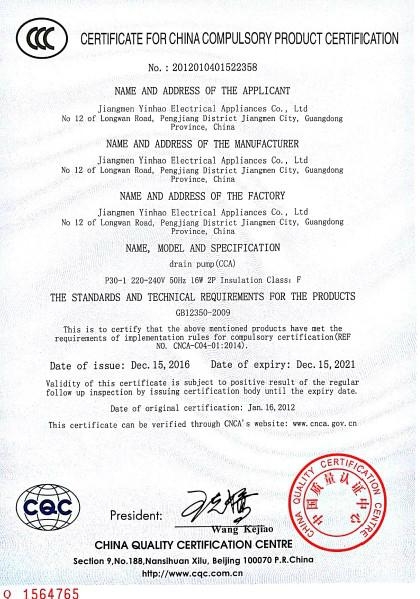 CCC
CERTIFICATE FOR CHINA COMPULSORY PRODUCT CERTIFICATION
No.: 2012010401522358
NAME AND ADDRESS OF THE APPLICANT
Jiangmen Yinhao Electrical Appliances Co., Ltd
No 12 of Longwan Road, Pengjiang District Jiangmen City, Guangdong
Province, China
NAME AND ADDRESS OF THE MANUFACTURER
Jiangmen Yinhao Electrical Appliances Co., Ltd
No 12 of Longwan Road, Pengjiang District Jiangmen City, Guangdong
Province, China
NAME AND ADDRESS OF THE FACTORY
Jiangmen Yinhao Electrical Appliances Co., Ltd
No 12 of Longwan Road, Pengjiang District Jiangmen City, Guangdong
Province, China
NAME, MODEL AND SPECIFICATION
drain pump(CCA)
P30-1 220-240V 50Hz 16W 2P Insulation Class: F
THE STANDARDS AND TECHNICAL REQUIREMENTS FOR THE PRODUCTS
GB12350-2009
This is to certify that the above mentioned products have met the
requirements of implementation rules for compulsory certification(REF
NO. CNCA-C04-01:2014).
Date of issue: Dec.15,2016 Date of expiry: Dec.15,2021
Validity of this certificate is subject to positive result of the regular
follow up inspection by issuing certification body until the expiry date.
Date of original certification: Jan.16,2012
This certificate can be verified through CNCA's website: www.cnca.gov.cn
CQC
President:
Wang Kejiao
CHINA QUALITY CERTIFICATION CENTRE
中国质量认证中心
CHINA QUALITY CERTIFICATION CENTRE
Section 9,No.188,Nansihuan Xilu, Beijing 100070 P.R.China
http://www.cqc.com.cn
Q 1564765